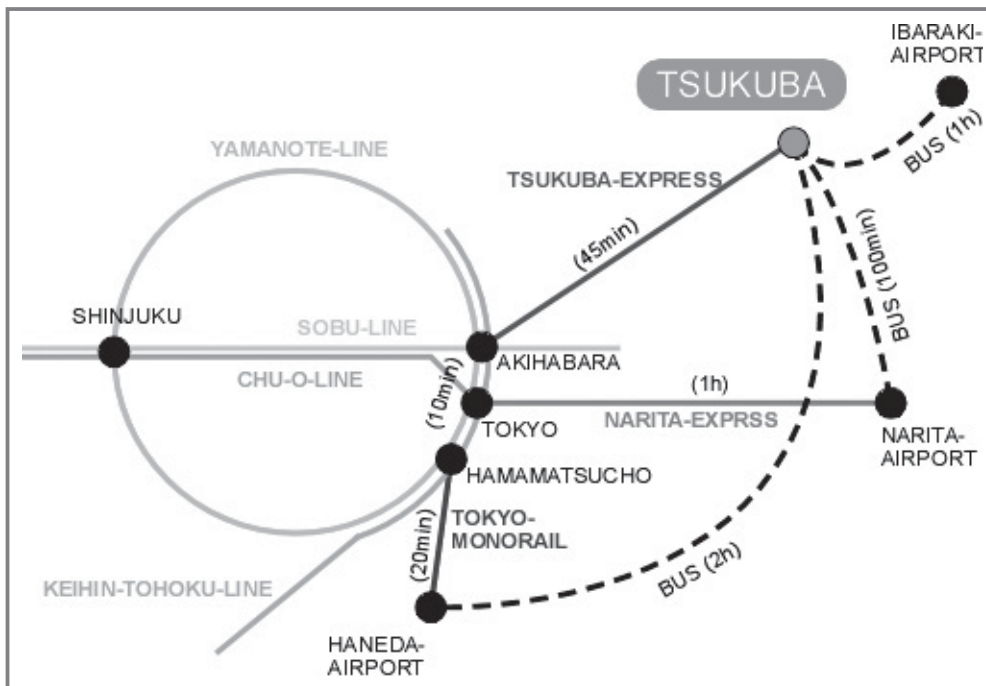 IBARAKI-
AIRPORT
TSUKUBA
BUS (1h)
YAMANOTE-LINE
TSUKUBA-EXPRESS
(45min)
BUS (100min)
SHINJUKU
SOBU-LINE
AKIHABARA
CHU-O-LINE
(10min)
(1h)
TOKYO
NARITA-EXPRSS
NARITA-
AIRPORT
HAMAMATSUCHO
TOKYO-
MONORAIL
(20min)
BUS (2h)
KEIHIN-TOHOKU-LINE
HANEDA-
AIRPORT